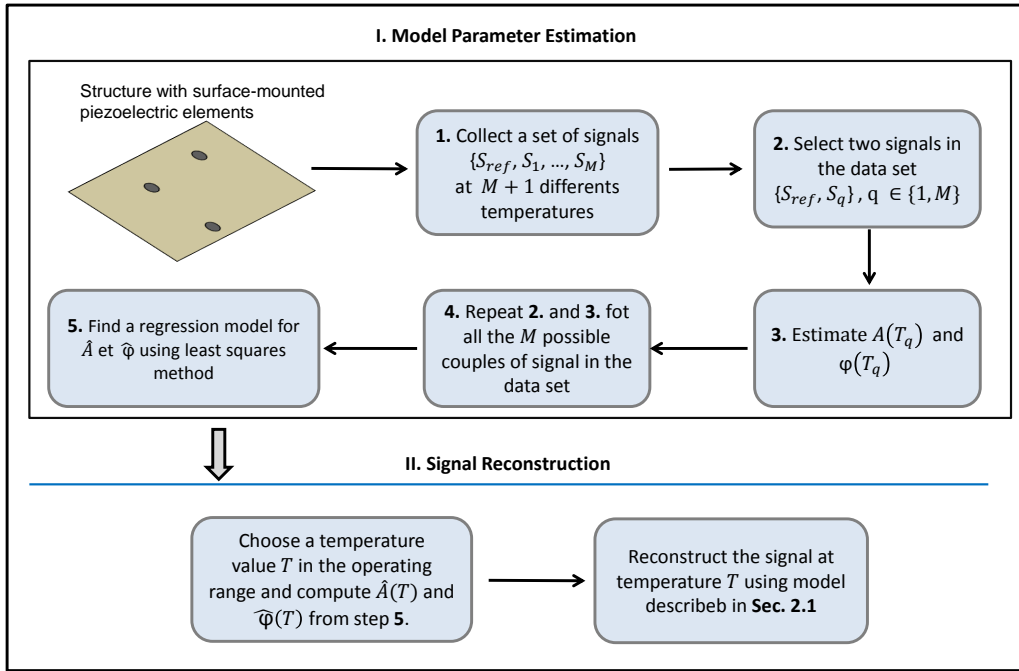 I. Model Parameter Estimation
Structure with surface-mounted
piezoelectric elements
1. Collect a set of signals
{S_ref, S_1, ..., S_M}
at M + 1 differents
temperatures
2. Select two signals in
the data set
{S_ref, S_q} , q ∈ {1, M}
3. Estimate A(T_q) and
φ(T_q)
4. Repeat 2. and 3. fot
all the M possible
couples of signal in the
data set
5. Find a regression model for
Â et φ̂ using least squares
method
II. Signal Reconstruction
Choose a temperature
value T in the operating
range and compute Â(T) and
φ̂(T) from step 5.
Reconstruct the signal at
temperature T using model
describeb in Sec. 2.1